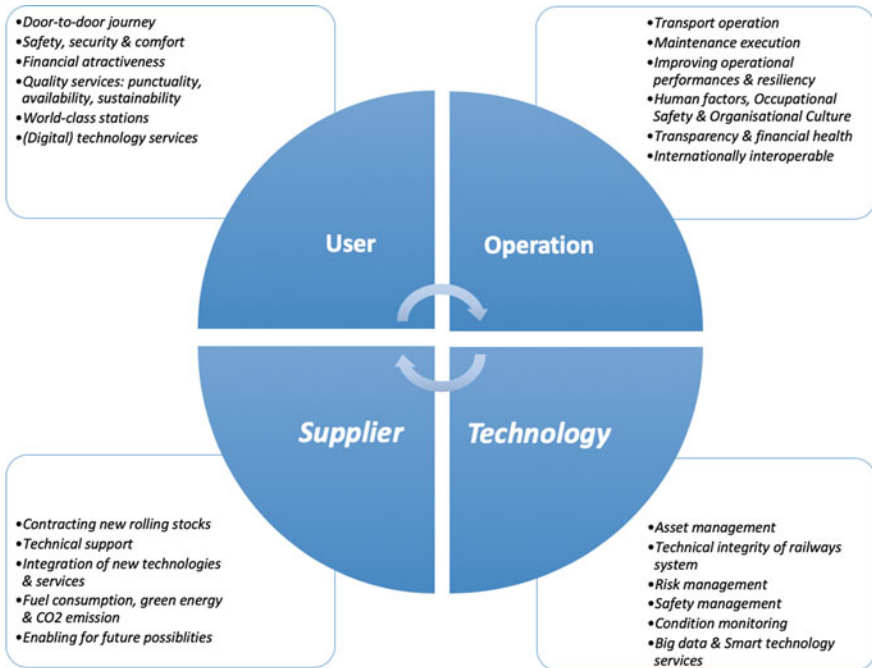 •Door-to-door journey
•Safety, security & comfort
•Financial atractiveness
•Quality services: punctuality,
availability, sustainability
•World-class stations
•(Digital) technology services
•Transport operation
•Maintenance execution
•Improving operational
performances & resiliency
•Human factors, Occupational
Safety & Organisational Culture
•Transparency & financial health
•Internationally interoperable
User
Operation
Supplier
Technology
•Contracting new rolling stocks
•Technical support
•Integration of new technologies
& services
•Fuel consumption, green energy
& CO2 emission
•Enabling for future possiblities
•Asset management
•Technical integrity of railways
system
•Risk management
•Safety management
•Condition monitoring
•Big data & Smart technology
services